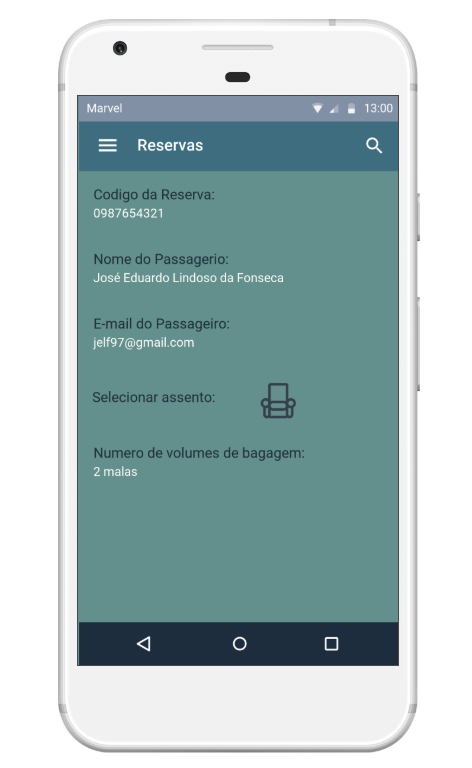 Marvel 13:00
Reservas
Codigo da Reserva:
0987654321
Nome do Passagerio:
José Eduardo Lindoso da Fonseca
E-mail do Passageiro:
jelf97@gmail.com
Selecionar assento:
Numero de volumes de bagagem:
2 malas